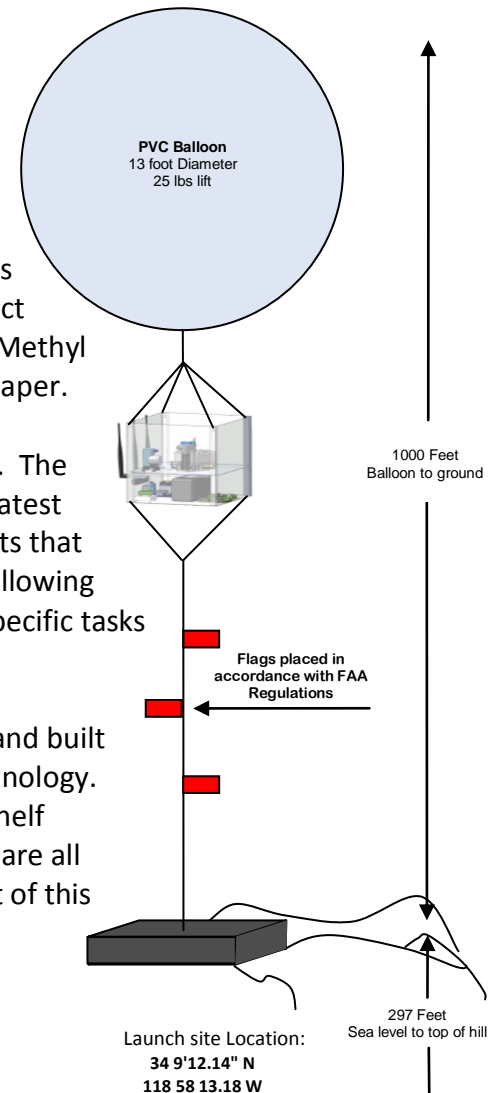 PVC Balloon
13 foot Diameter
25 lbs lift
s
ct
Methyl
aper.
. The
atest
ts that
llowing
pecific tasks
and built
nology.
helf
are all
t of this
1000 Feet
Balloon to ground
Flags placed in
accordance with FAA
Regulations
297 Feet
Sea level to top of hill
Launch site Location:
34 9'12.14" N
118 58 13.18 W